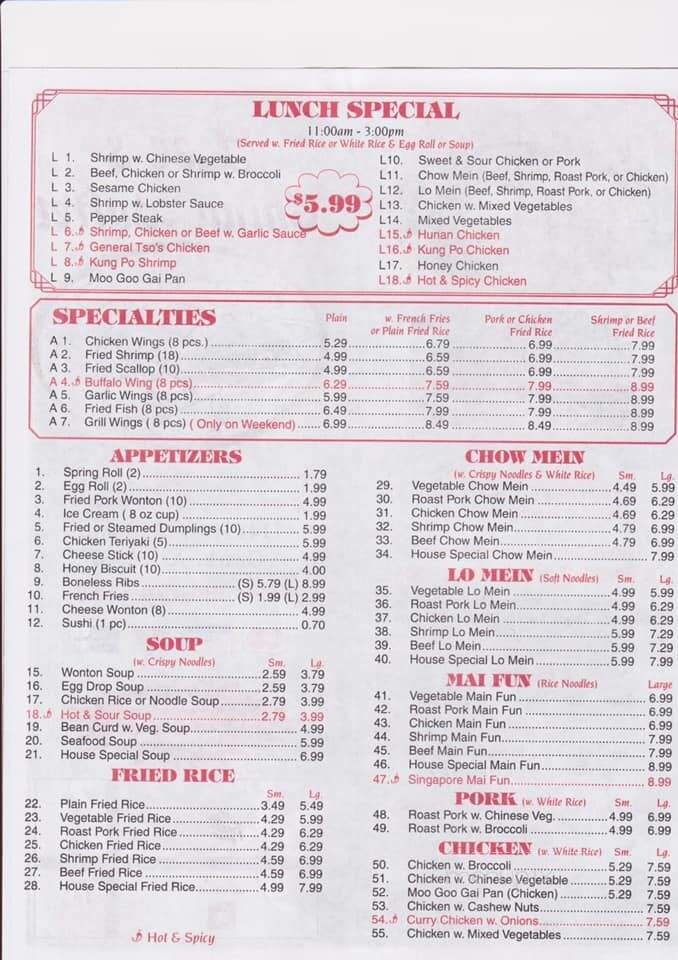 LUNCH SPECIAL
11:00am - 3:00pm
(Served w. Fried Rice or White Rice & Egg Roll or Soup)
L 1. Shrimp w. Chinese Vegetable
L 2. Beef, Chicken or Shrimp w. Broccoli
L 3. Sesame Chicken
L 4. Shrimp w. Lobster Sauce
L 5. Pepper Steak
L 6. Shrimp, Chicken or Beef w. Garlic Sauce
L 7. General Tso's Chicken
L 8. Kung Po Shrimp
L 9. Moo Goo Gai Pan
$5.99
L10. Sweet & Sour Chicken or Pork
L11. Chow Mein (Beef, Shrimp, Roast Pork, or Chicken)
L12. Lo Mein (Beef, Shrimp, Roast Pork, or Chicken)
L13. Chicken w. Mixed Vegetables
L14. Mixed Vegetables
L15. Hunan Chicken
L16. Kung Po Chicken
L17. Honey Chicken
L18. Hot & Spicy Chicken
SPECIALTIES Plain w. French Fries or Plain Fried Rice Pork or Chicken Fried Rice Shrimp or Beef Fried Rice
A 1. Chicken Wings (8 pcs.) 5.29 6.79 6.99 7.99
A 2. Fried Shrimp (18) 4.99 6.59 6.99 7.99
A 3. Fried Scallop (10) 4.99 6.59 6.99 7.99
A 4. Buffalo Wing (8 pcs) 6.29 7.59 7.99 8.99
A 5. Garlic Wings (8 pcs) 5.99 7.59 7.99 8.99
A 6. Fried Fish (8 pcs) 6.49 7.99 7.99 8.99
A 7. Grill Wings ( 8 pcs) ( Only on Weekend) 6.99 8.49 8.49 8.99
APPETIZERS
1. Spring Roll (2) 1.79
2. Egg Roll (2) 1.99
3. Fried Pork Wonton (10) 4.99
4. Ice Cream ( 8 oz cup) 1.99
5. Fried or Steamed Dumplings (10) 5.99
6. Chicken Teriyaki (5) 5.99
7. Cheese Stick (10) 4.99
8. Honey Biscuit (10) 4.00
9. Boneless Ribs (S) 5.79 (L) 8.99
10. French Fries (S) 1.99 (L) 2.99
11. Cheese Wonton (8) 4.99
12. Sushi (1 pc) 0.70
SOUP
(w. Crispy Noodles) Sm. Lg.
15. Wonton Soup 2.59 3.79
16. Egg Drop Soup 2.59 3.79
17. Chicken Rice or Noodle Soup 2.79 3.99
18. Hot & Sour Soup 2.79 3.99
19. Bean Curd w. Veg. Soup 4.99
20. Seafood Soup 5.99
21. House Special Soup 6.99
FRIED RICE
Sm. Lg.
22. Plain Fried Rice 3.49 5.49
23. Vegetable Fried Rice 4.29 5.99
24. Roast Pork Fried Rice 4.29 6.29
25. Chicken Fried Rice 4.29 6.29
26. Shrimp Fried Rice 4.59 6.99
27. Beef Fried Rice 4.59 6.99
28. House Special Fried Rice 4.99 7.99
Hot & Spicy
CHOW MEIN
(w. Crispy Noodles & White Rice) Sm. Lg.
29. Vegetable Chow Mein 4.49 5.99
30. Roast Pork Chow Mein 4.69 6.29
31. Chicken Chow Mein 4.69 6.29
32. Shrimp Chow Mein 4.79 6.99
33. Beef Chow Mein 4.79 6.99
34. House Special Chow Mein 7.99
LO MEIN (Soft Noodles) Sm. Lg.
35. Vegetable Lo Mein 4.99 5.99
36. Roast Pork Lo Mein 4.99 6.29
37. Chicken Lo Mein 4.99 6.29
38. Shrimp Lo Mein 5.99 7.29
39. Beef Lo Mein 5.99 7.29
40. House Special Lo Mein 5.99 7.99
MAI FUN (Rice Noodles) Large
41. Vegetable Main Fun 6.99
42. Roast Pork Main Fun 6.99
43. Chicken Main Fun 6.99
44. Shrimp Main Fun 7.99
45. Beef Main Fun 7.99
46. House Special Main Fun 8.99
47. Singapore Mai Fun 8.99
PORK (w. White Rice) Sm. Lg.
48. Roast Pork w. Chinese Veg. 4.99 6.99
49. Roast Pork w. Broccoli 4.99 6.99
CHICKEN (w. White Rice) Sm. Lg.
50. Chicken w. Broccoli 5.29 7.59
51. Chicken w. Chinese Vegetable 5.29 7.59
52. Moo Goo Gai Pan (Chicken) 5.29 7.59
53. Chicken w. Cashew Nuts 7.59
54. Curry Chicken w. Onions 7.59
55. Chicken w. Mixed Vegetables 7.59